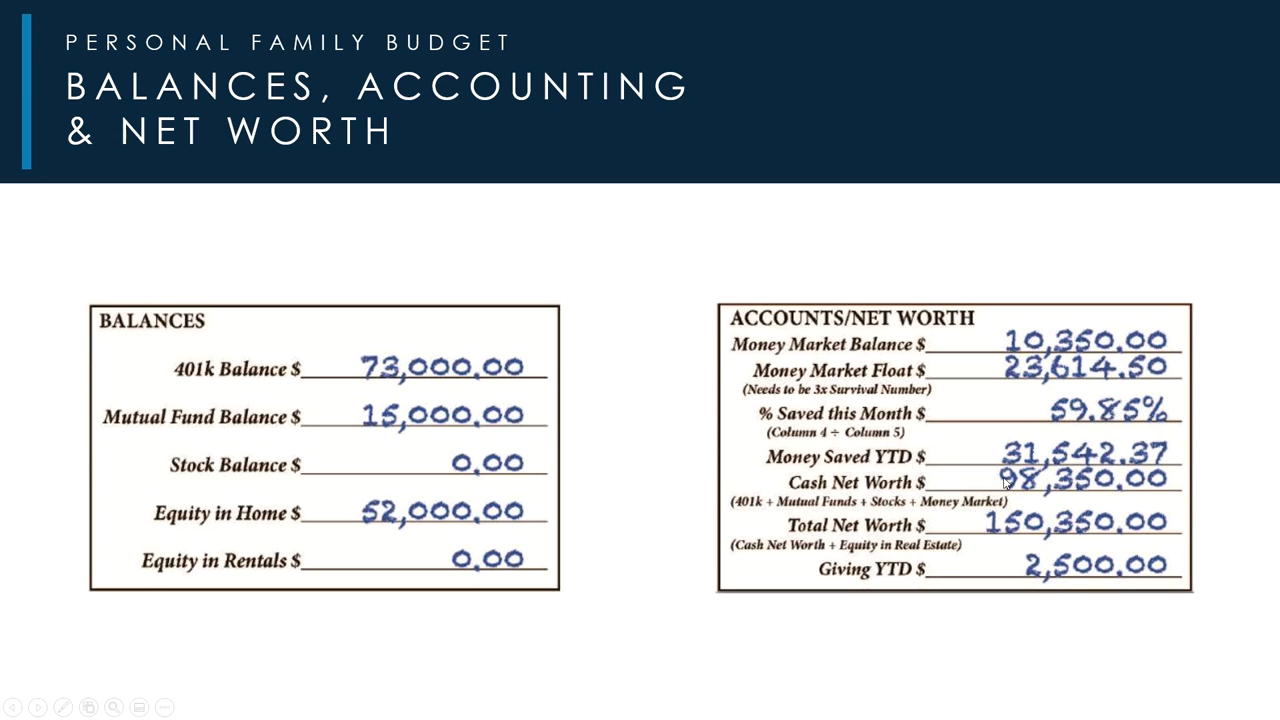 PERSONAL FAMILY BUDGET
BALANCES, ACCOUNTING
& NET WORTH
BALANCES
401k Balance $ 73,000.00
Mutual Fund Balance $ 15,000.00
Stock Balance $ 0.00
Equity in Home $ 52,000.00
Equity in Rentals $ 0.00
ACCOUNTS/NET WORTH
Money Market Balance $ 10,350.00
Money Market Float $ 23,614.50
(Needs to be 3x Survival Number)
% Saved this Month $ 59.85%
(Column 4 ÷ Column 5)
Money Saved YTD $ 31,542.37
Cash Net Worth $ 98,350.00
(401k + Mutual Funds + Stocks + Money Market)
Total Net Worth $ 150,350.00
(Cash Net Worth + Equity in Real Estate)
Giving YTD $ 2,500.00